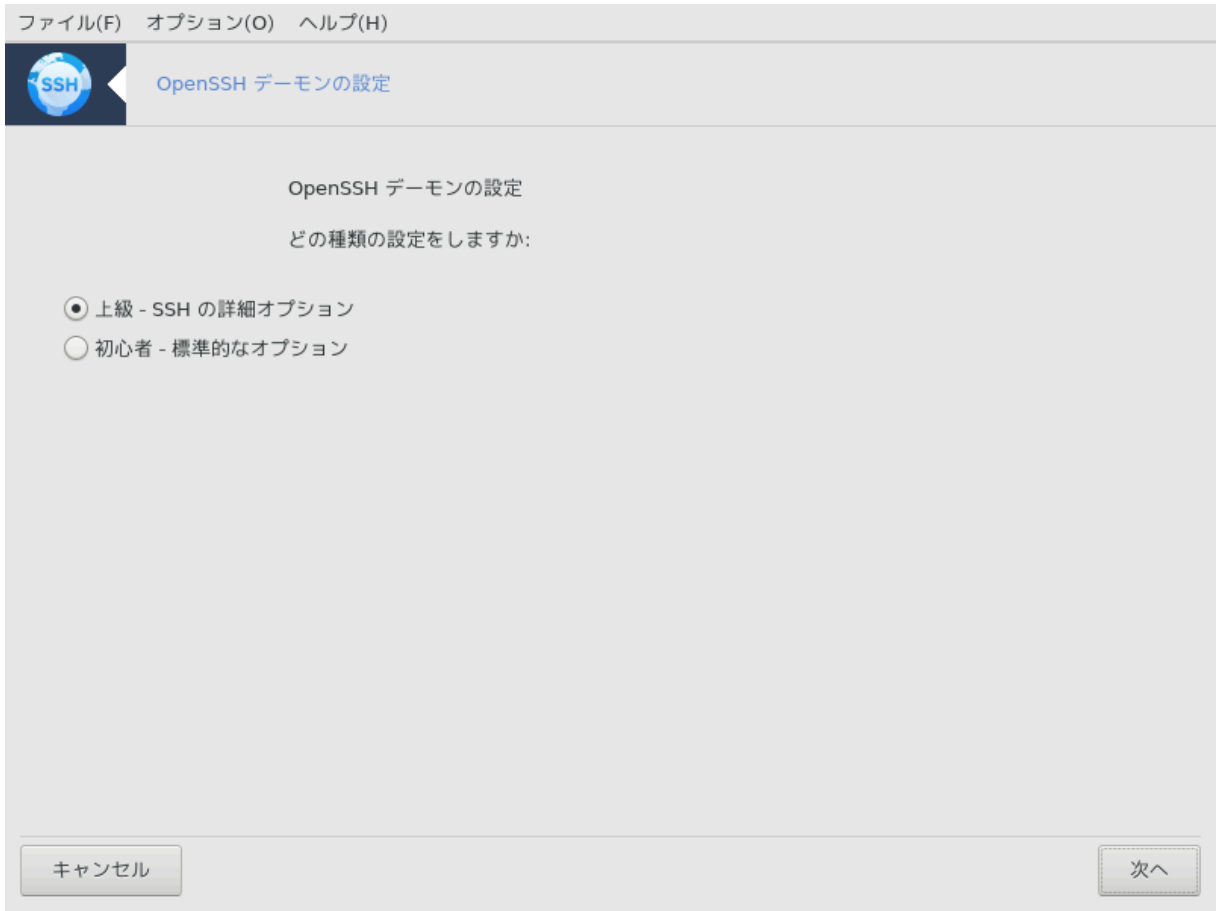 ファイル(F) オプション(O) ヘルプ(H)
SSH
OpenSSH デーモンの設定
OpenSSH デーモンの設定
どの種類の設定をしますか:
上級 - SSH の詳細オプション
初心者 - 標準的なオプション
キャンセル 次へ